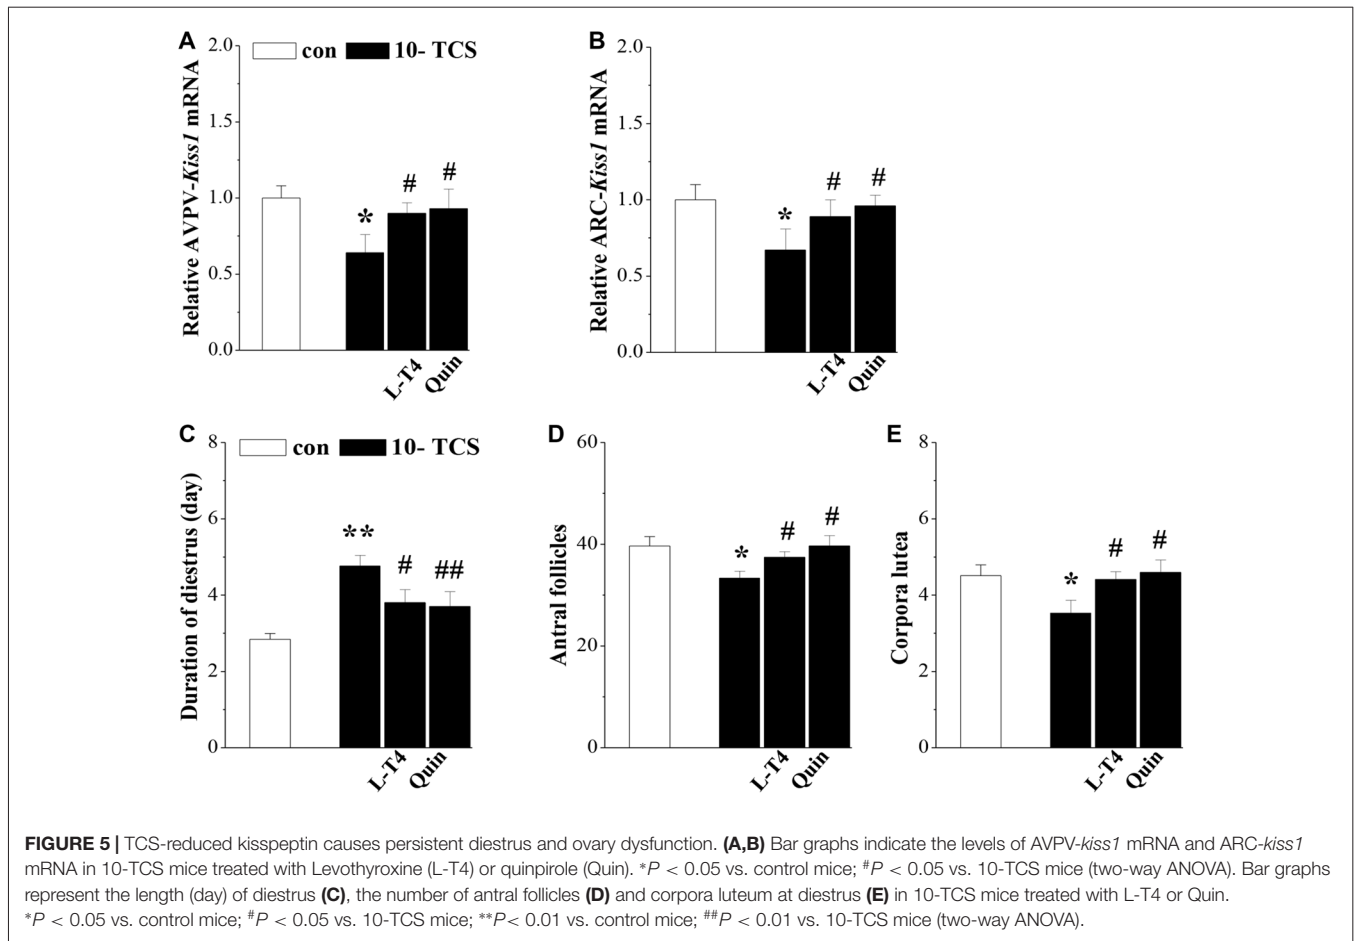 A
con
10- TCS
Relative AVPV-Kiss1 mRNA
2.0
1.5
1.0
0.5
0.0
*
#
#
L-T4
Quin
B
Relative ARC-Kiss1 mRNA
2.0
1.5
1.0
0.5
0.0
*
#
#
L-T4
Quin
C
con
10- TCS
Duration of diestrus (day)
8
6
4
2
0
**
#
##
L-T4
Quin
D
Antral follicles
60
40
20
0
*
#
#
L-T4
Quin
E
Corpora lutea
8
6
4
2
0
*
#
#
L-T4
Quin
FIGURE 5 | TCS-reduced kisspeptin causes persistent diestrus and ovary dysfunction. (A,B) Bar graphs indicate the levels of AVPV-kiss1 mRNA and ARC-kiss1
mRNA in 10-TCS mice treated with Levothyroxine (L-T4) or quinpirole (Quin). *P < 0.05 vs. control mice; #P < 0.05 vs. 10-TCS mice (two-way ANOVA). Bar graphs
represent the length (day) of diestrus (C), the number of antral follicles (D) and corpora luteum at diestrus (E) in 10-TCS mice treated with L-T4 or Quin.
*P < 0.05 vs. control mice; #P < 0.05 vs. 10-TCS mice; **P< 0.01 vs. control mice; ##P < 0.01 vs. 10-TCS mice (two-way ANOVA).